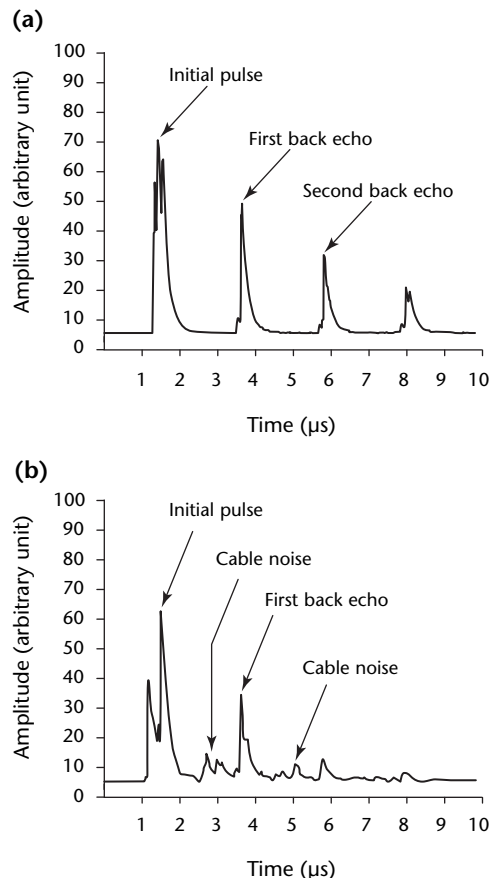 (a)
100
90
80
70
60
50
40
30
20
10
0
Amplitude (arbitrary unit)
Initial pulse
First back echo
Second back echo
1 2 3 4 5 6 7 8 9 10
Time (µs)
(b)
100
90
80
70
60
50
40
30
20
10
0
Amplitude (arbitrary unit)
Initial pulse
Cable noise
First back echo
Cable noise
1 2 3 4 5 6 7 8 9 10
Time (µs)